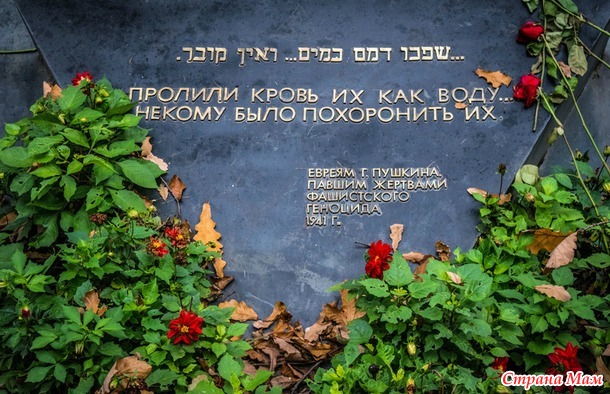 שפכו דמם כמים... ואין קובר.
ПРОЛИЛИ КРОВЬ ИХ КАК ВОДУ...
НЕКОМУ БЫЛО ПОХОРОНИТЬ ИХ.
ЕВРЕЯМ Г. ПУШКИНА,
ПАВШИМ ЖЕРТВАМИ
ФАШИСТСКОГО
ГЕНОЦИДА
1941 Г.
Страна Мам